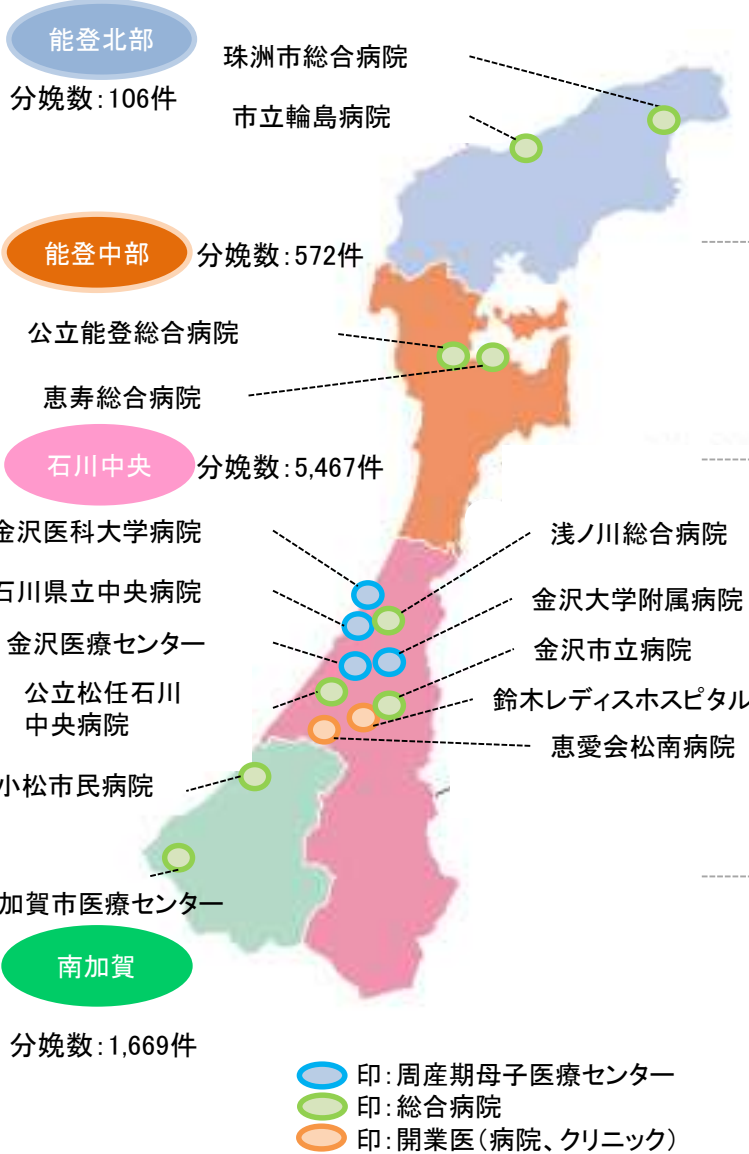 能登北部
分娩数:106件
珠洲市総合病院
市立輪島病院
能登中部
分娩数:572件
公立能登総合病院
恵寿総合病院
石川中央
分娩数:5,467件
金沢医科大学病院
石川県立中央病院
金沢医療センター
公立松任石川
中央病院
浅ノ川総合病院
金沢大学附属病院
金沢市立病院
鈴木レディスホスピタル
恵愛会松南病院
小松市民病院
加賀市医療センター
南加賀
分娩数:1,669件
印:周産期母子医療センター
印:総合病院
印:開業医(病院、クリニック)